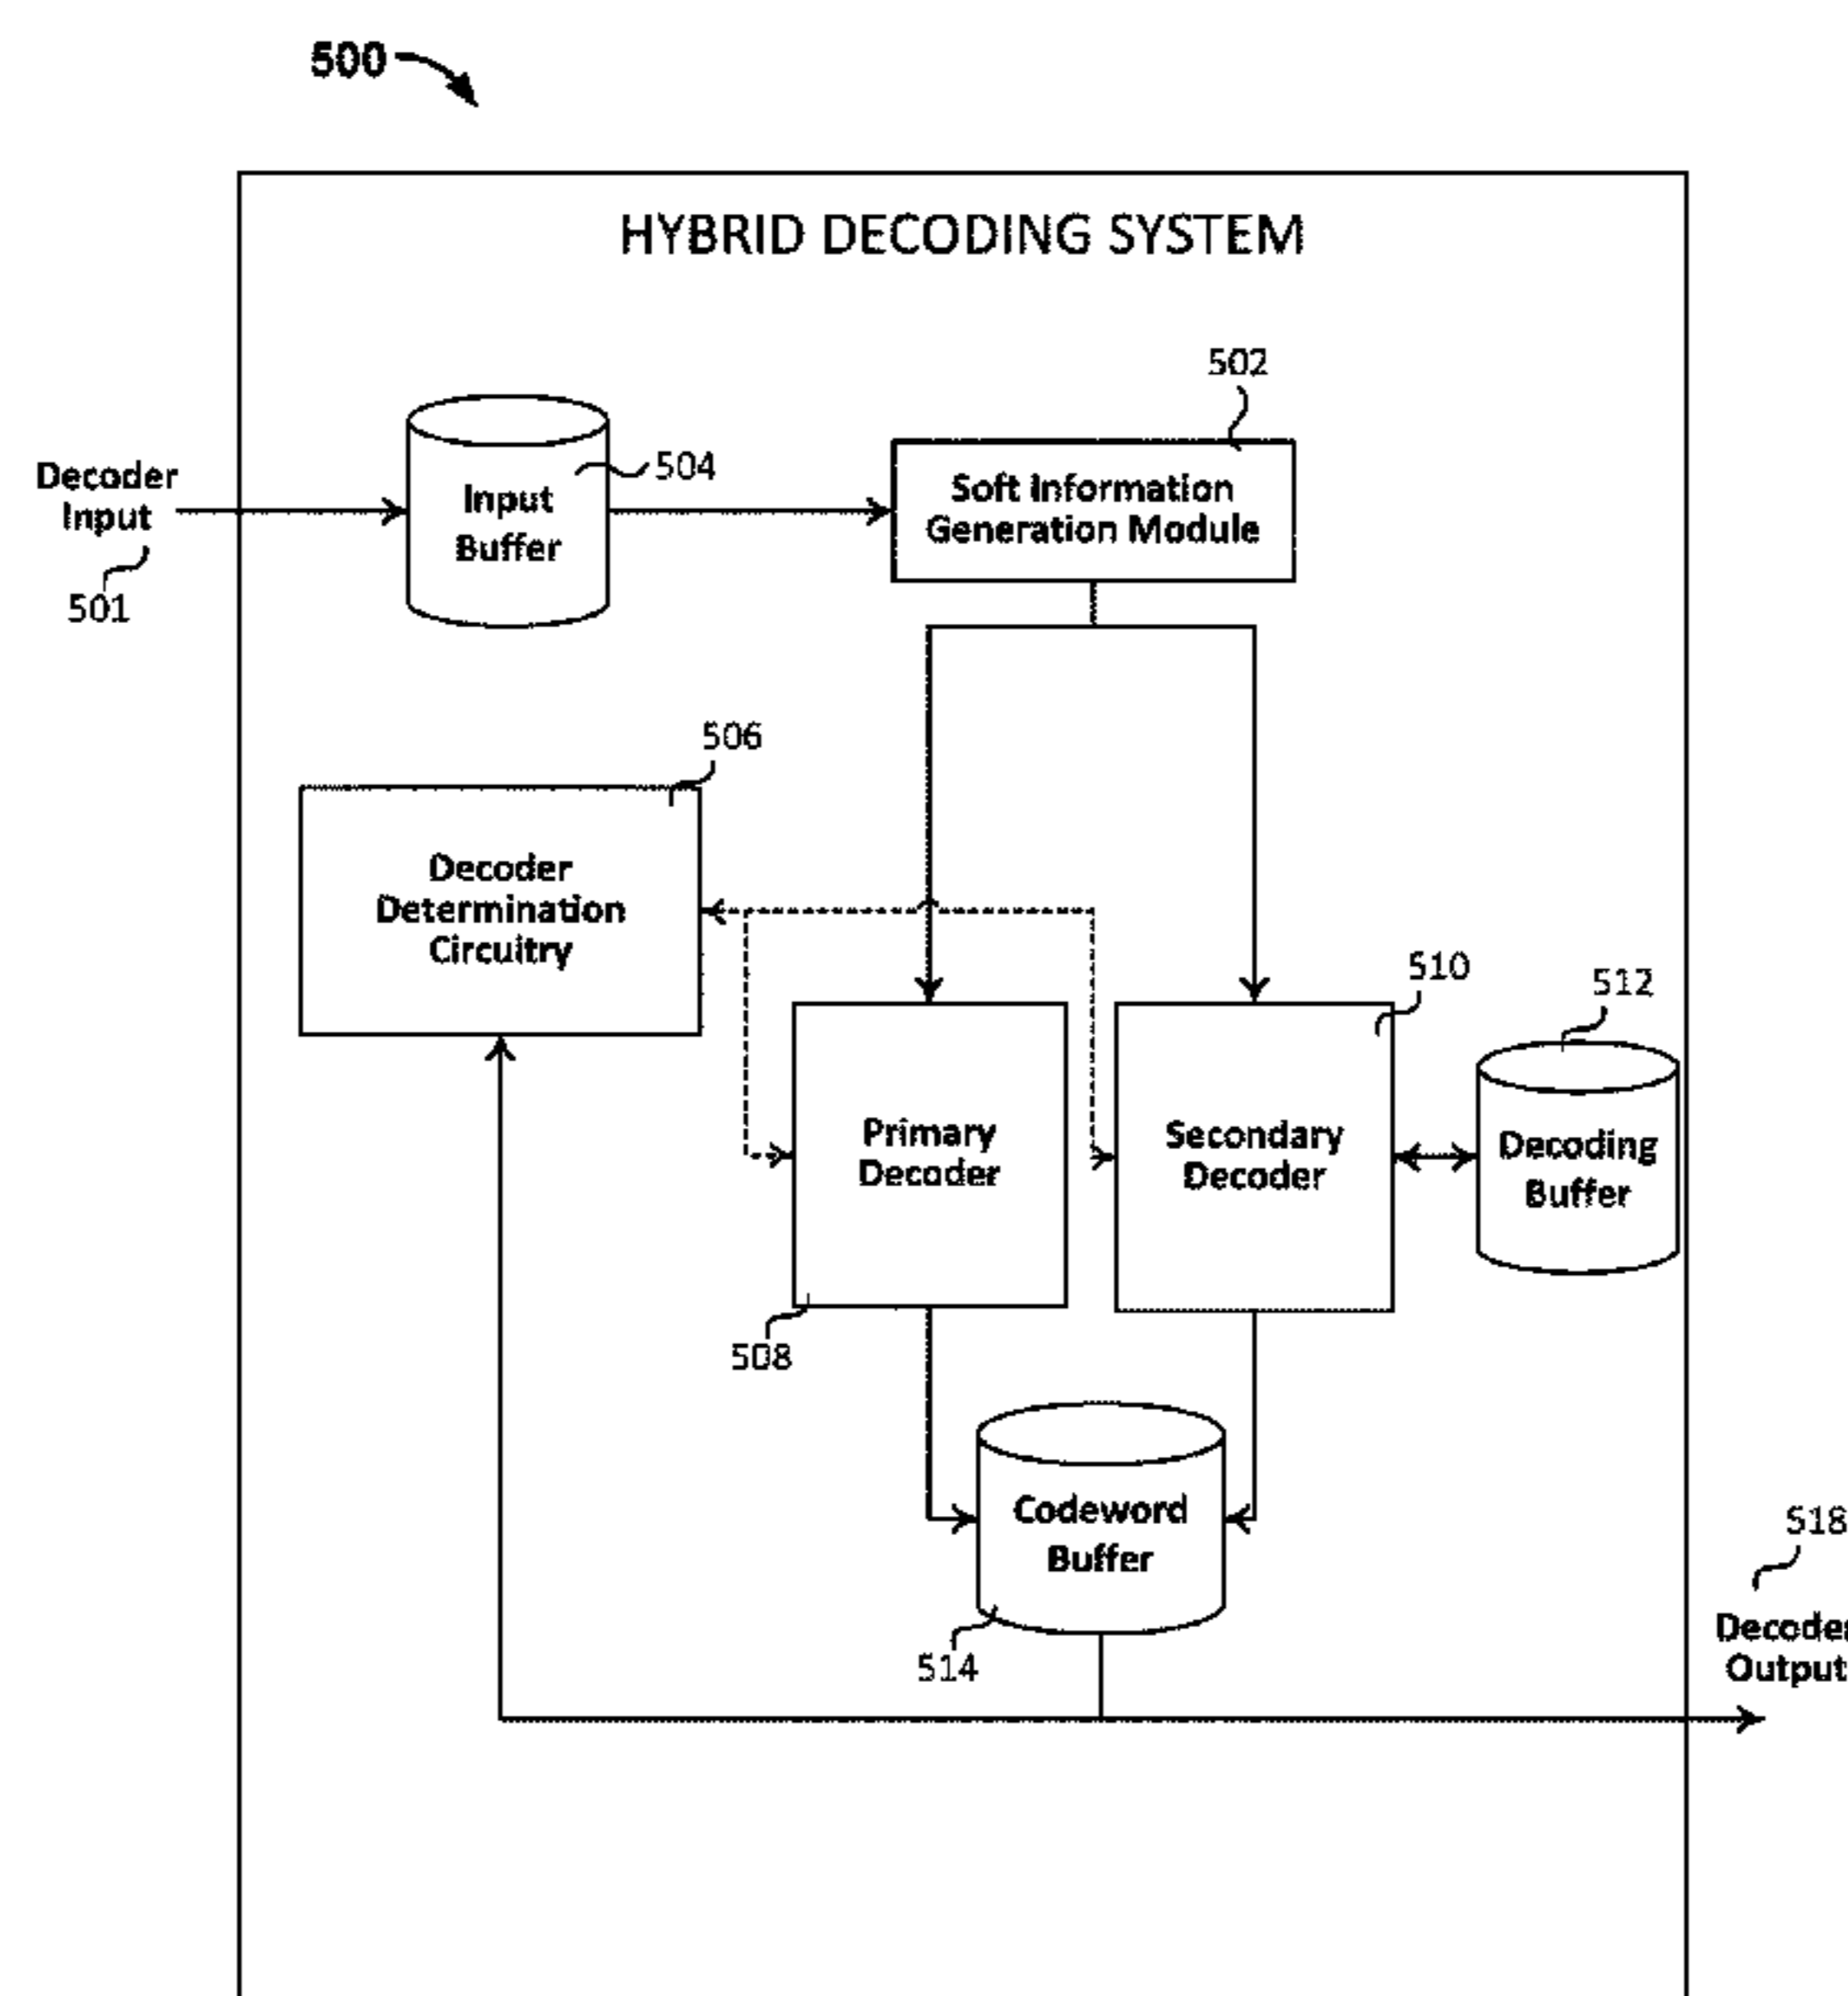 500
HYBRID DECODING SYSTEM
502
504
Decoder
Input
501
Input
Buffer
Soft Information
Generation Module
506
Decoder
Determination
Circuitry
510
512
Primary
Decoder
Secondary
Decoder
Decoding
Buffer
508
Codeword
Buffer
514
518
Decoder
Output